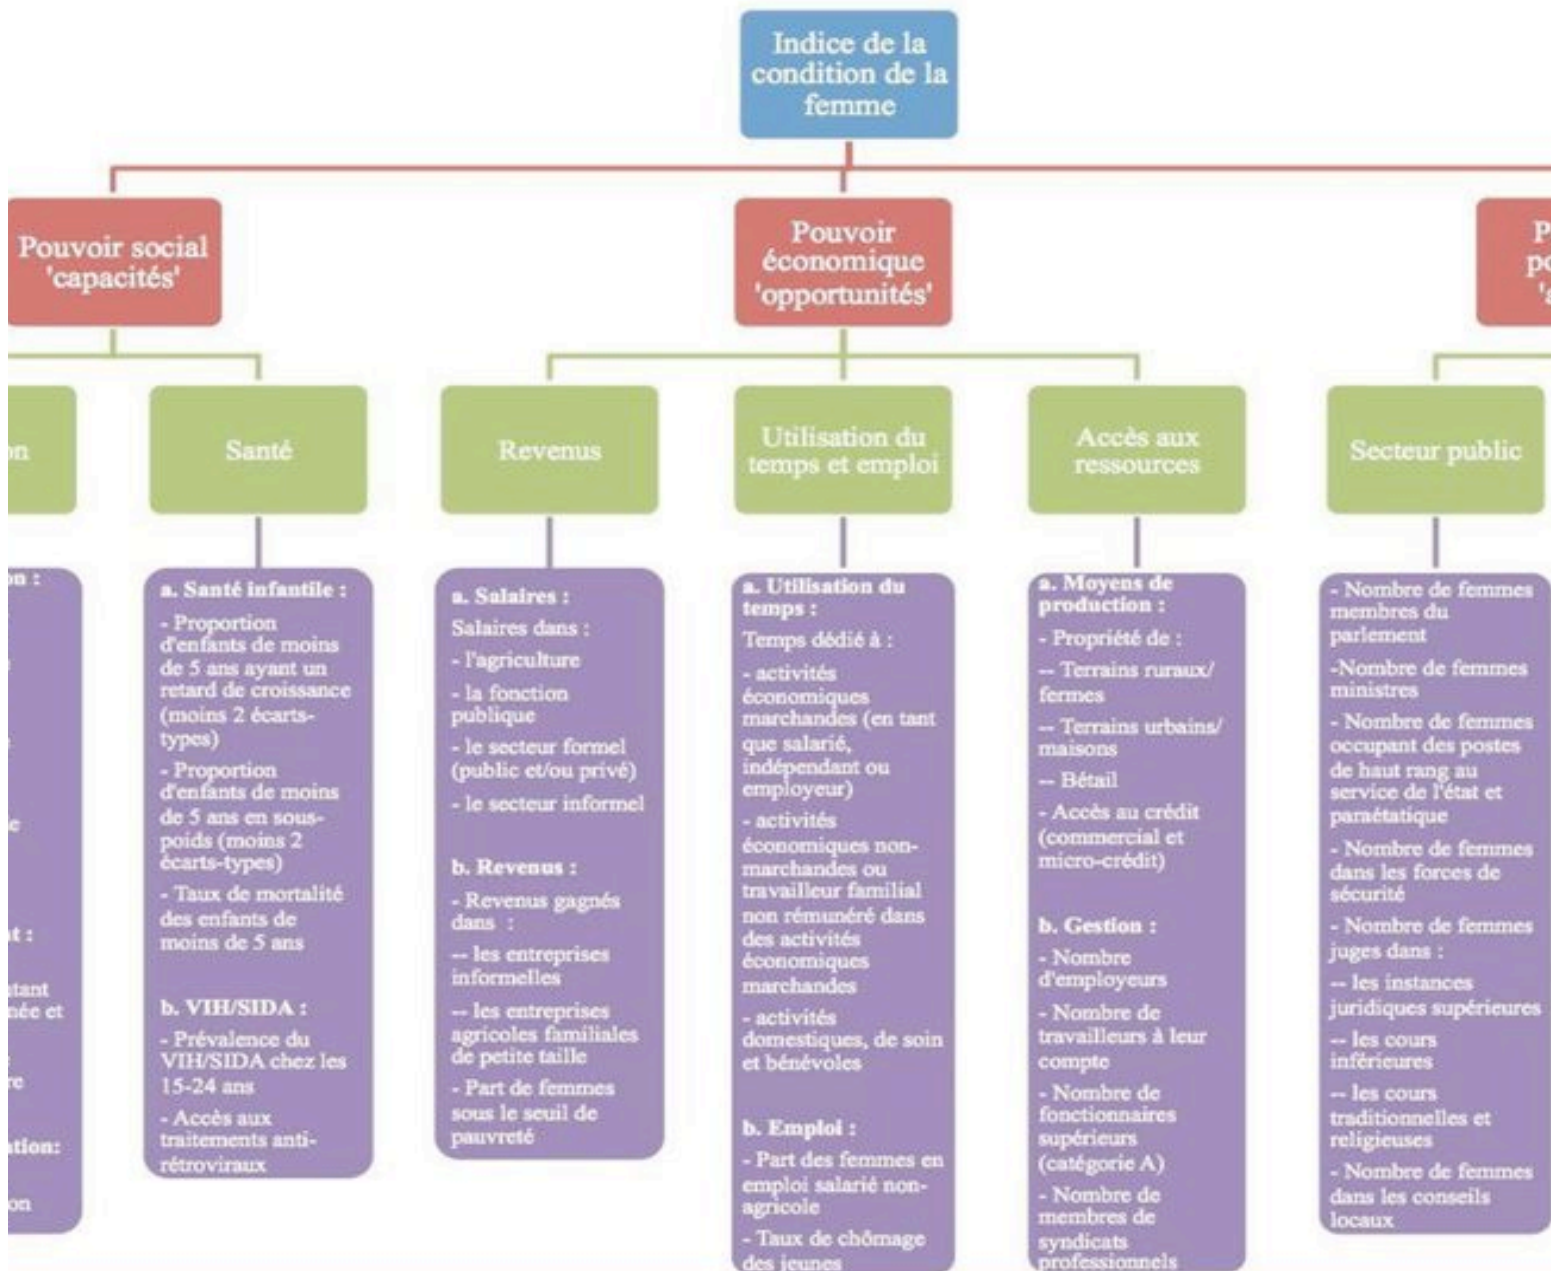 Indice de la
condition de la
femme
Pouvoir social
'capacités'
Pouvoir
économique
'opportunités'
P
po
'a
on
Santé
Revenus
Utilisation du
temps et emploi
Accès aux
ressources
Secteur public
on :
se
nt :
stant
née et
re
ation:
on
a. Santé infantile :
- Proportion
d'enfants de moins
de 5 ans ayant un
retard de croissance
(moins 2 écarts-
types)
- Proportion
d'enfants de moins
de 5 ans en sous-
poids (moins 2
écarts-types)
- Taux de mortalité
des enfants de
moins de 5 ans
b. VIH/SIDA :
- Prévalence du
VIH/SIDA chez les
15-24 ans
- Accès aux
traitements anti-
rétroviraux
a. Salaires :
Salaires dans :
- l'agriculture
- la fonction
publique
- le secteur formel
(public et/ou privé)
- le secteur informel
b. Revenus :
- Revenus gagnés
dans :
-- les entreprises
informelles
-- les entreprises
agricoles familiales
de petite taille
- Part de femmes
sous le seuil de
pauvreté
a. Utilisation du
temps :
Temps dédié à :
- activités
économiques
marchandes (en tant
que salarié,
indépendant ou
employeur)
- activités
économiques non-
marchandes ou
travailleur familial
non rémunéré dans
des activités
économiques
marchandes
- activités
domestiques, de soin
et bénévoles
b. Emploi :
- Part des femmes en
emploi salarié non-
agricole
- Taux de chômage
des jeunes
a. Moyens de
production :
- Propriété de :
-- Terrains ruraux/
fermes
-- Terrains urbains/
maisons
-- Bétail
- Accès au crédit
(commercial et
micro-crédit)
b. Gestion :
- Nombre
d'employeurs
- Nombre de
travailleurs à leur
compte
- Nombre de
fonctionnaires
supérieurs
(catégorie A)
- Nombre de
membres de
syndicats
professionnels
- Nombre de femmes
membres du
parlement
-Nombre de femmes
ministres
- Nombre de femmes
occupant des postes
de haut rang au
service de l'état et
paraétatique
- Nombre de femmes
dans les forces de
sécurité
- Nombre de femmes
juges dans :
-- les instances
juridiques supérieures
-- les cours
inférieures
-- les cours
traditionnelles et
religieuses
- Nombre de femmes
dans les conseils
locaux